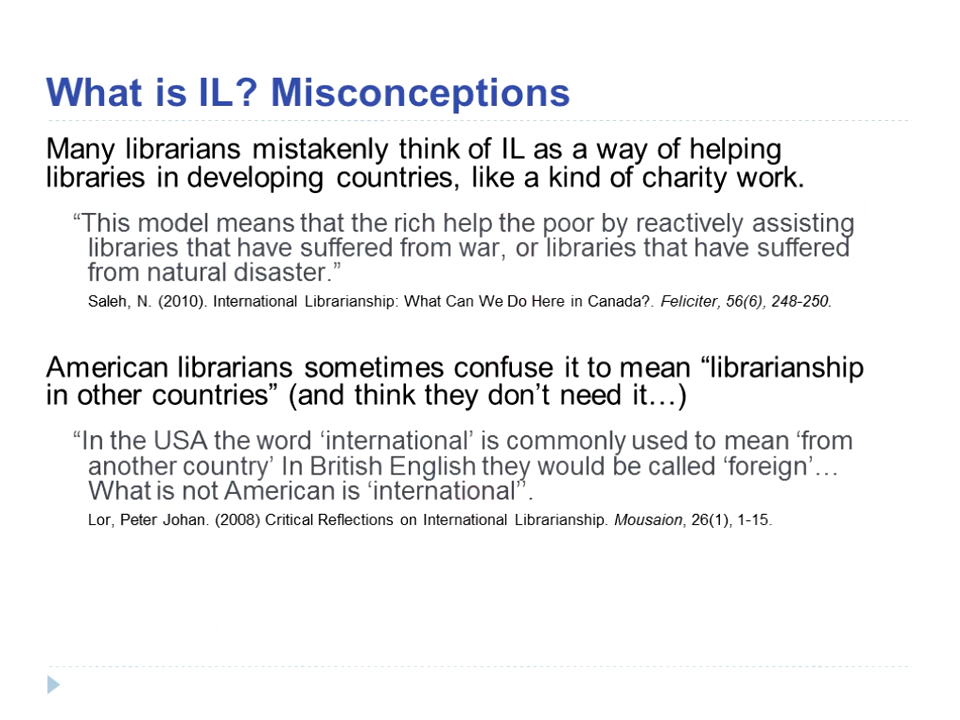 What is IL? Misconceptions
Many librarians mistakenly think of IL as a way of helping
libraries in developing countries, like a kind of charity work.
“This model means that the rich help the poor by reactively assisting
libraries that have suffered from war, or libraries that have suffered
from natural disaster.”
Saleh, N. (2010). International Librarianship: What Can We Do Here in Canada?. Feliciter, 56(6), 248-250.
American librarians sometimes confuse it to mean “librarianship
in other countries” (and think they don’t need it…)
“In the USA the word ‘international’ is commonly used to mean ‘from
another country’ In British English they would be called ‘foreign’…
What is not American is ‘international’’.
Lor, Peter Johan. (2008) Critical Reflections on International Librarianship. Mousaion, 26(1), 1-15.